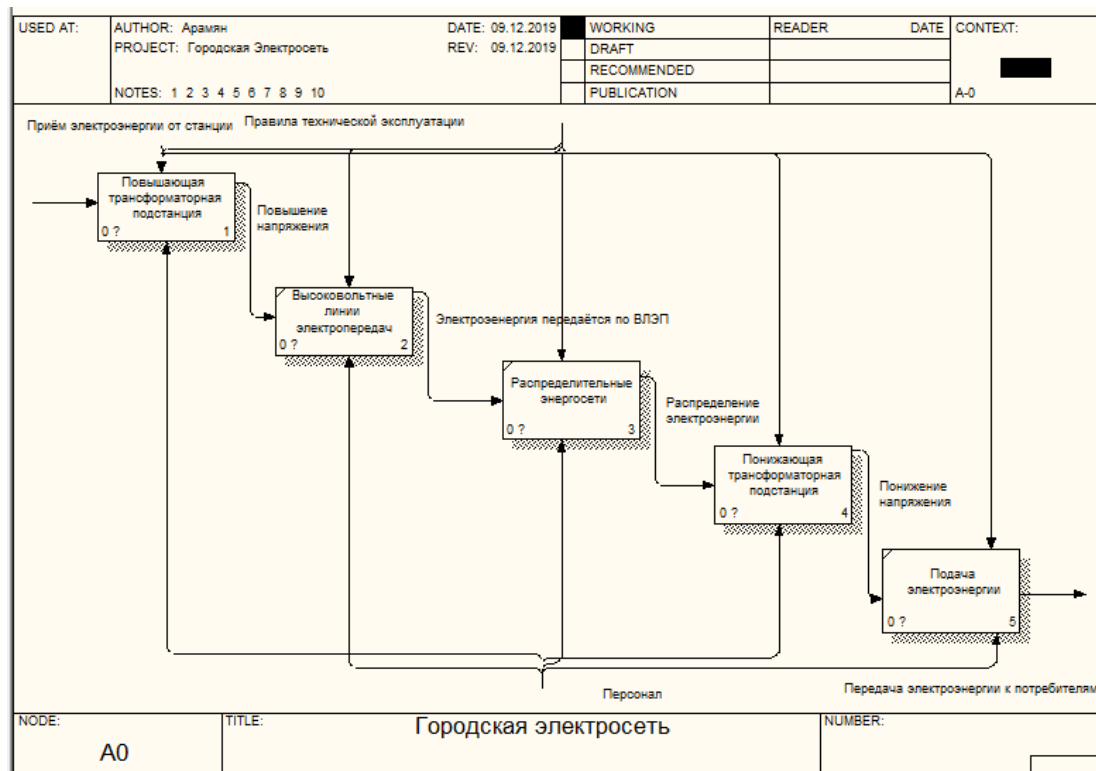 USED AT:
AUTHOR: Арамян
DATE: 09.12.2019
WORKING
READER
DATE
CONTEXT:
PROJECT: Городская Электросеть
REV: 09.12.2019
DRAFT
RECOMMENDED
NOTES: 1 2 3 4 5 6 7 8 9 10
PUBLICATION
A-0
Приём электроэнергии от станции
Правила технической эксплуатации
Повышающая
трансформаторная
подстанция
0 ?
1
Повышение
напряжения
Высоковольтные
линии
электропередач
0 ?
2
Электроэенергия передаётся по ВЛЭП
Распределительные
энергосети
0 ?
3
Распределение
электроэнергии
Понижающая
трансформаторная
подстанция
0 ?
4
Понижение
напряжения
Подача
электроэнергии
0 ?
5
Персонал
Передача электроэнергии к потребителям
NODE:
A0
TITLE:
Городская электросеть
NUMBER: